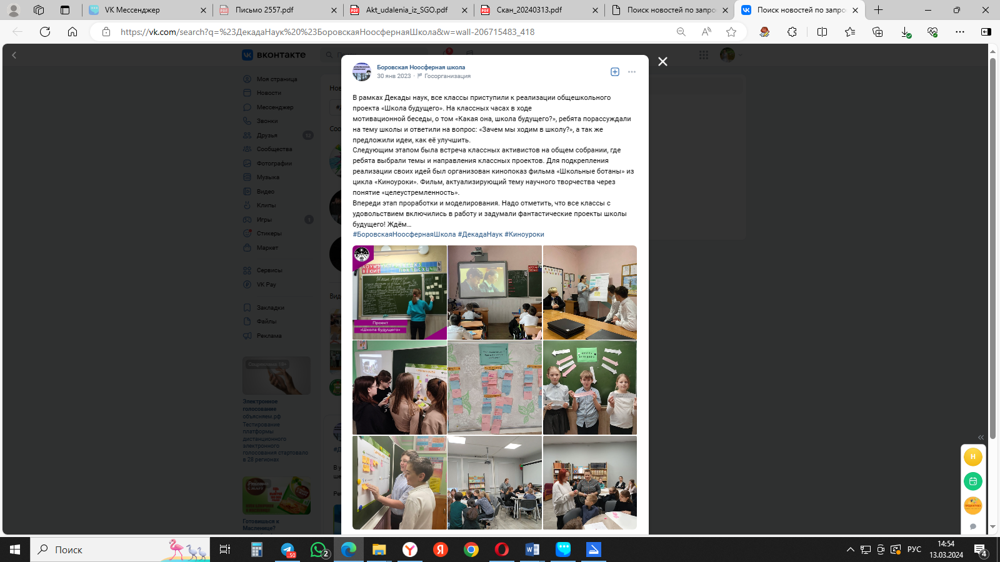 VK Мессенджер
Письмо 2557.pdf
Akt_udalenia_iz_SGO.pdf
Скан_20240313.pdf
Поиск новостей по запро
Поиск новостей по запро
https://vk.com/search?q=%23ДекадаНаук%20%23БоровскаяНоосфернаяШкола&w=wall-206715483_418
вконтакте
Моя страница
Новости
Мессенджер
Звонки
Друзья
12
Сообщества
Фотографии
Музыка
Видео
Клипы
Игры
1
Стикеры
Маркет
Сервисы
VK Pay
Закладки
Файлы
Реклама
Электронное
голосование
объясняем.рф
Тестирование
платформы
дистанционного
электронного
голосования стартовало
в 28 регионах
Готовишься к
Масленице?
Боровская Ноосферная школа
30 янв 2023 · Госорганизация
В рамках Декады наук, все классы приступили к реализации общешкольного
проекта «Школа будущего». На классных часах в ходе
мотивационной беседы, о том «Какая она, школа будущего?», ребята порассуждали
на тему школы и ответили на вопрос: «Зачем мы ходим в школу?», а так же
предложили идеи, как её улучшить.
Следующим этапом была встреча классных активистов на общем собрании, где
ребята выбрали темы и направления классных проектов. Для подкрепления
реализации своих идей был организован кинопоказ фильма «Школьные ботаны» из
цикла «Киноуроки». Фильм, актуализирующий тему научного творчества через
понятие «целеустремленность».
Впереди этап проработки и моделирования. Надо отметить, что все классы с
удовольствием включились в работу и задумали фантастические проекты школы
будущего! Ждём…
#БоровскаяНоосфернаяШкола #ДекадаНаук #Киноуроки
Проект
«Школа будущего»
Н
Поиск
50
2
РУС
14:54
13.03.2024
4